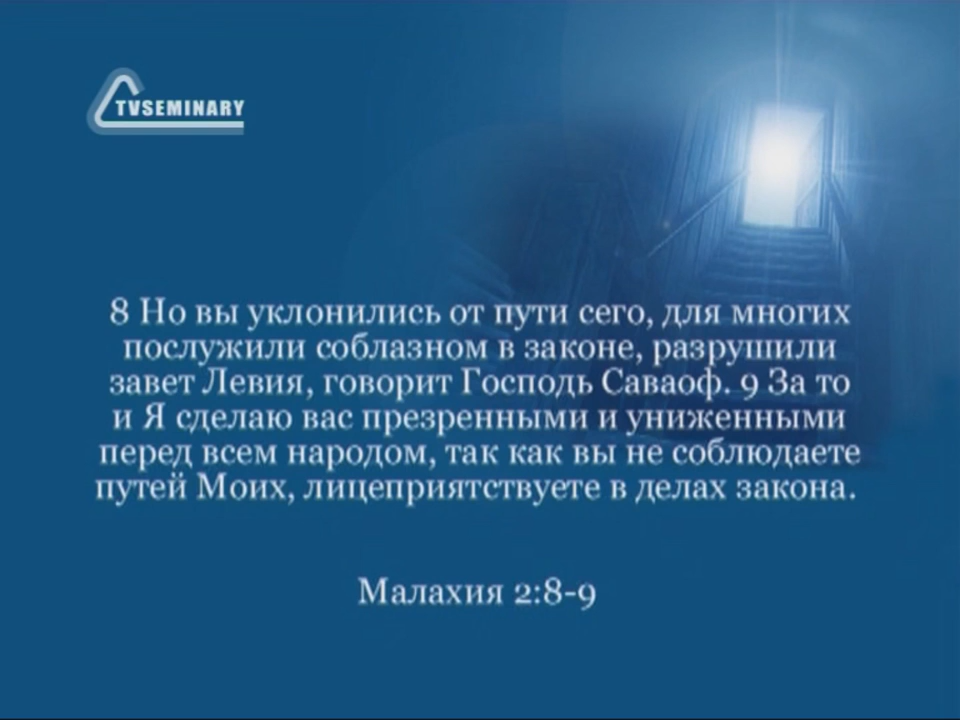 TVSEMINARY
8 Но вы уклонились от пути сего, для многих
послужили соблазном в законе, разрушили
завет Левия, говорит Господь Саваоф. 9 За то
и Я сделаю вас презренными и униженными
перед всем народом, так как вы не соблюдаете
путей Моих, лицеприятствуете в делах закона.
Малахия 2:8-9